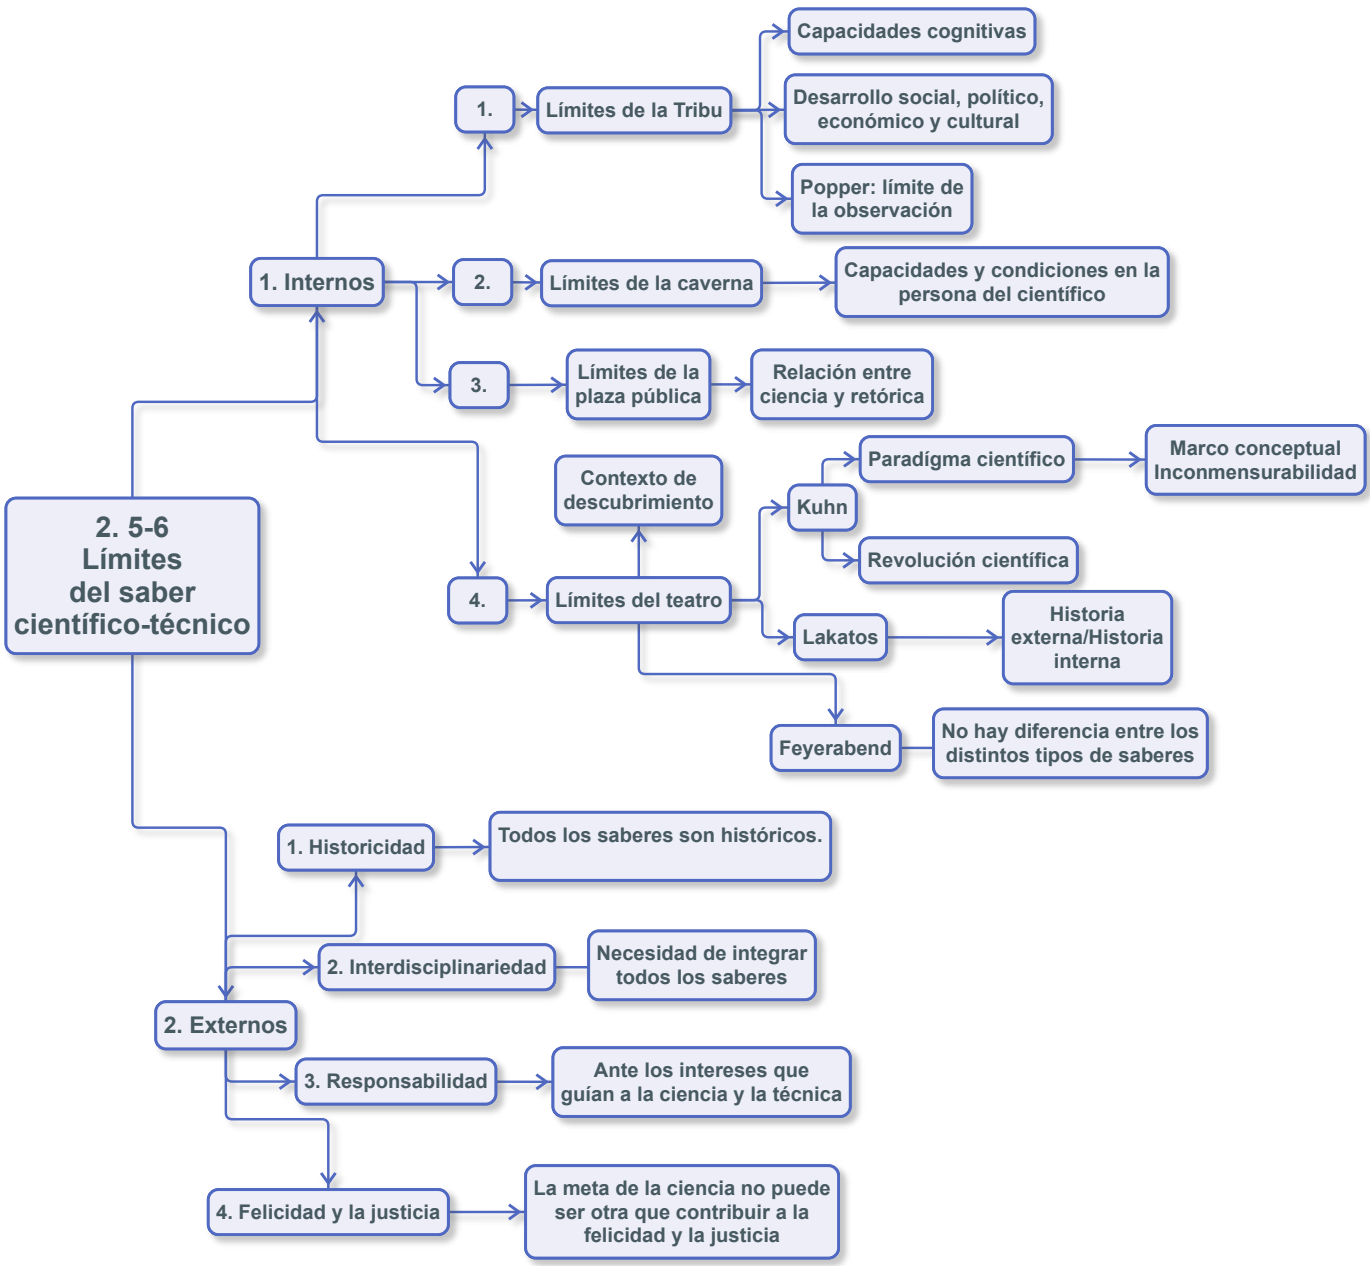 Capacidades cognitivas
1.
Límites de la Tribu
Desarrollo social, político,
económico y cultural
Popper: límite de
la observación
1. Internos
2.
Límites de la caverna
Capacidades y condiciones en la
persona del científico
3.
Límites de la
plaza pública
Relación entre
ciencia y retórica
Contexto de
descubrimiento
Paradígma científico
Marco conceptual
Inconmensurabilidad
Kuhn
Revolución científica
2. 5-6
Límites
del saber
científico-técnico
4.
Límites del teatro
Lakatos
Historia
externa/Historia
interna
Feyerabend
No hay diferencia entre los
distintos tipos de saberes
1. Historicidad
Todos los saberes son históricos.
2. Interdisciplinariedad
Necesidad de integrar
todos los saberes
2. Externos
3. Responsabilidad
Ante los intereses que
guían a la ciencia y la técnica
4. Felicidad y la justicia
La meta de la ciencia no puede
ser otra que contribuir a la
felicidad y la justicia